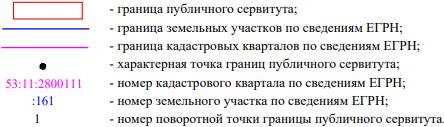 - граница публичного сервитута;
- граница земельных участков по сведениям ЕГРН;
- граница кадастровых кварталов по сведениям ЕГРН;
- характерная точка границ публичного сервитута;
53:11:2800111 - номер кадастрового квартала по сведениям ЕГРН;
:161 - номер земельного участка по сведениям ЕГРН;
1 - номер поворотной точки границы публичного сервитута